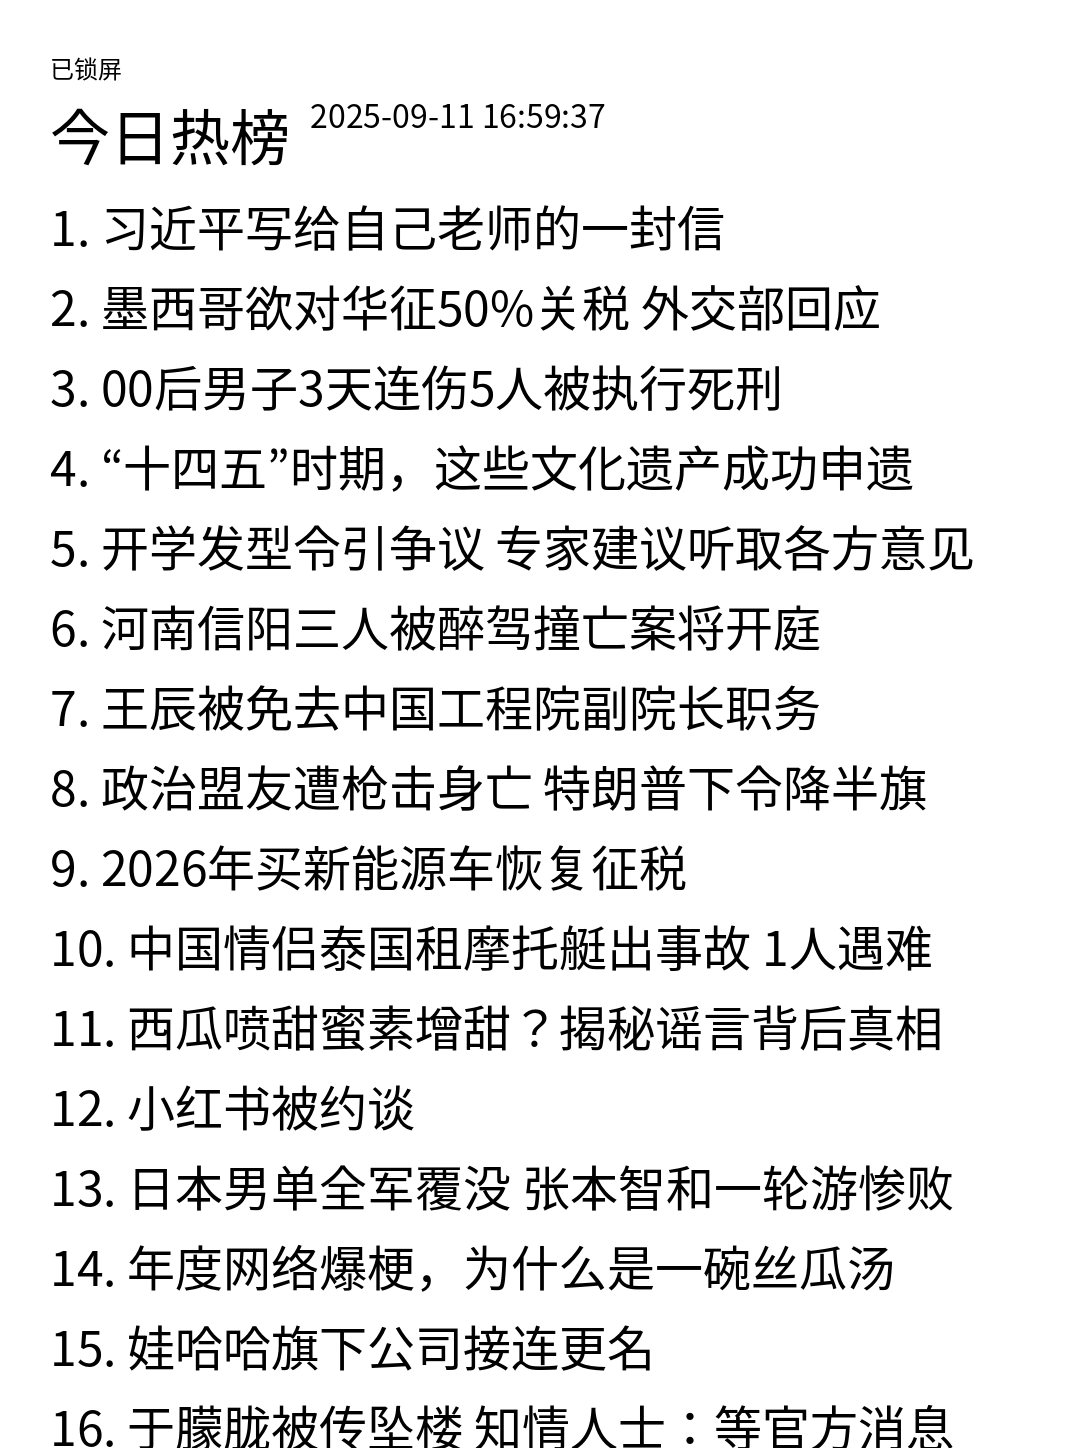 已锁屏
今日热榜 2025-09-11 16:59:37
1. 习近平写给自己老师的一封信
2. 墨西哥欲对华征50%关税 外交部回应
3. 00后男子3天连伤5人被执行死刑
4. “十四五”时期，这些文化遗产成功申遗
5. 开学发型令引争议 专家建议听取各方意见
6. 河南信阳三人被醉驾撞亡案将开庭
7. 王辰被免去中国工程院副院长职务
8. 政治盟友遭枪击身亡 特朗普下令降半旗
9. 2026年买新能源车恢复征税
10. 中国情侣泰国租摩托艇出事故 1人遇难
11. 西瓜喷甜蜜素增甜？揭秘谣言背后真相
12. 小红书被约谈
13. 日本男单全军覆没 张本智和一轮游惨败
14. 年度网络爆梗，为什么是一碗丝瓜汤
15. 娃哈哈旗下公司接连更名
16. 于朦胧被传坠楼 知情人士：等官方消息